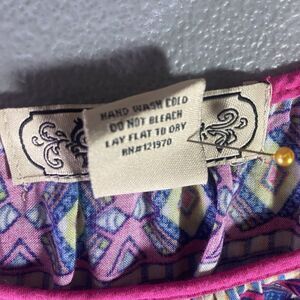 HAND WASH COLD
DO NOT BLEACH
LAY FLAT TO DRY
RN#121970